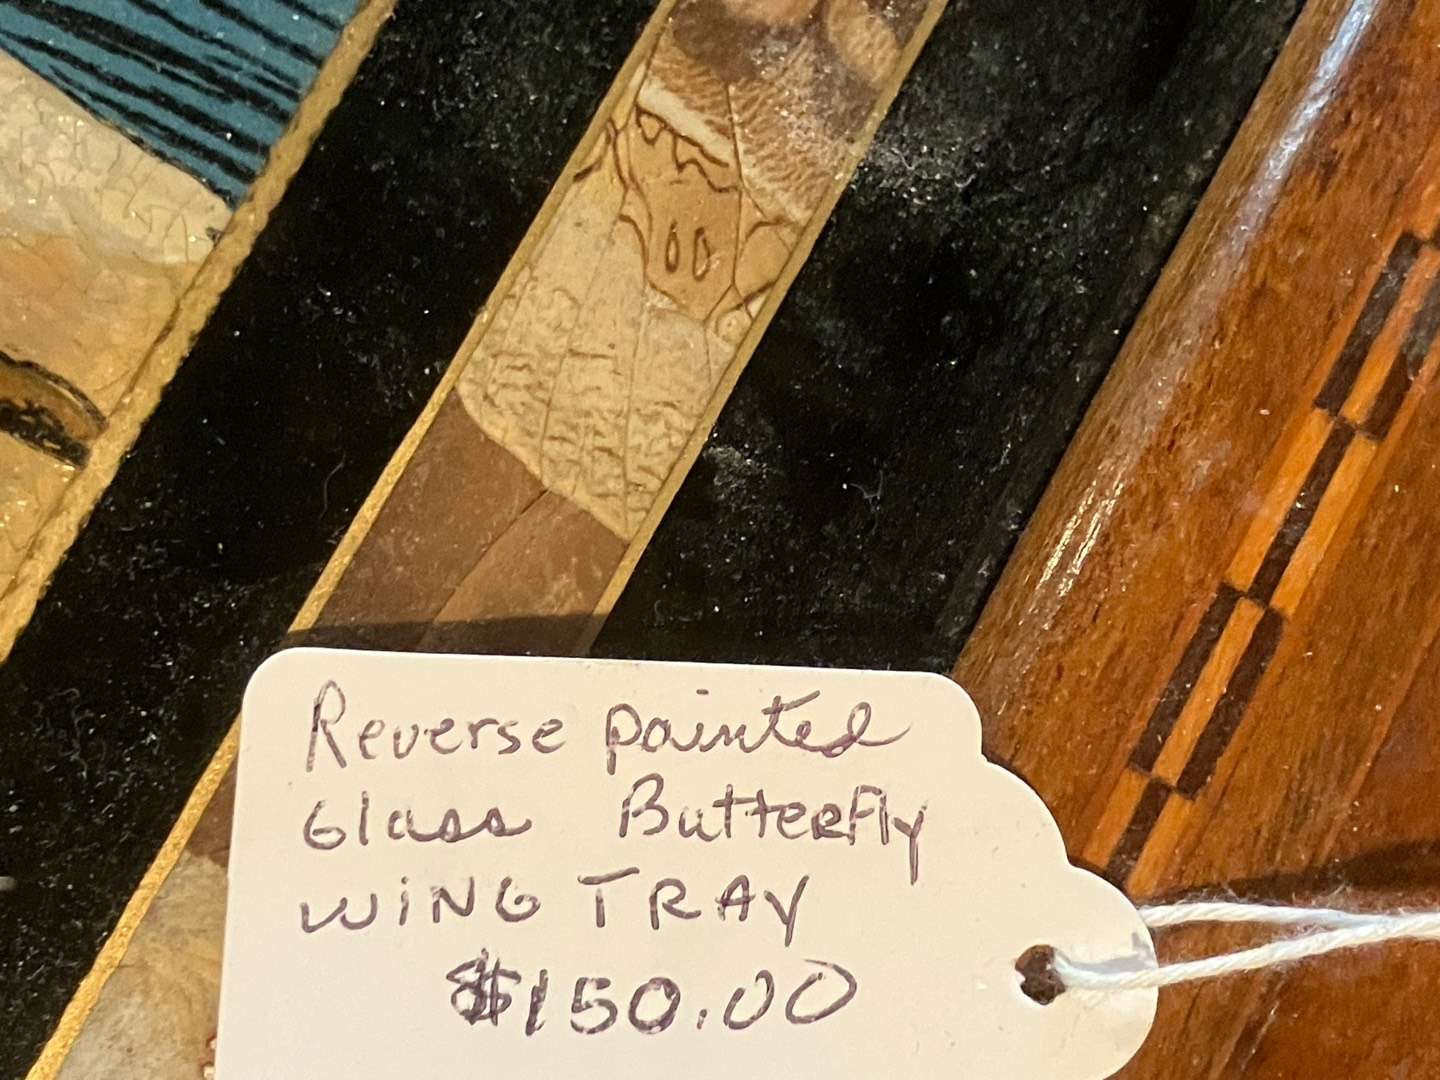 Reverse painted
Glass ButterFly
WING TRAY
$150.00